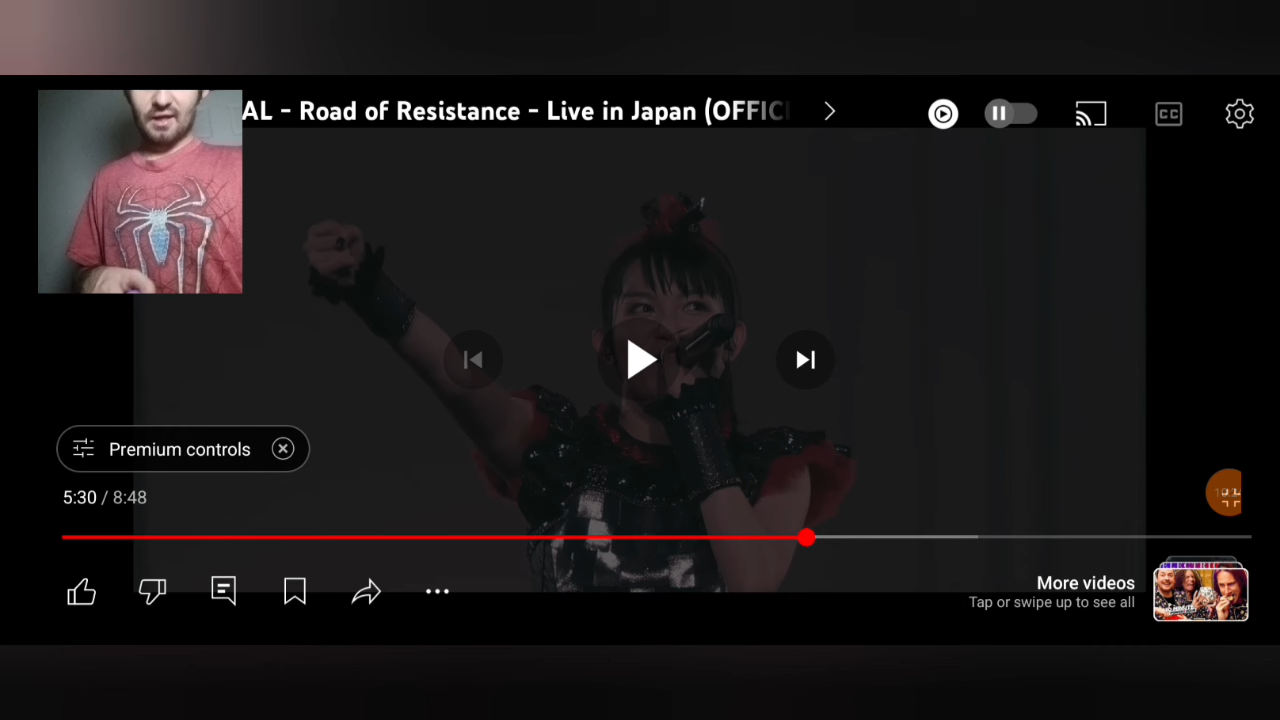 AL - Road of Resistance - Live in Japan (OFFICI
CC
Premium controls
5:30 / 8:48
More videos
Tap or swipe up to see all